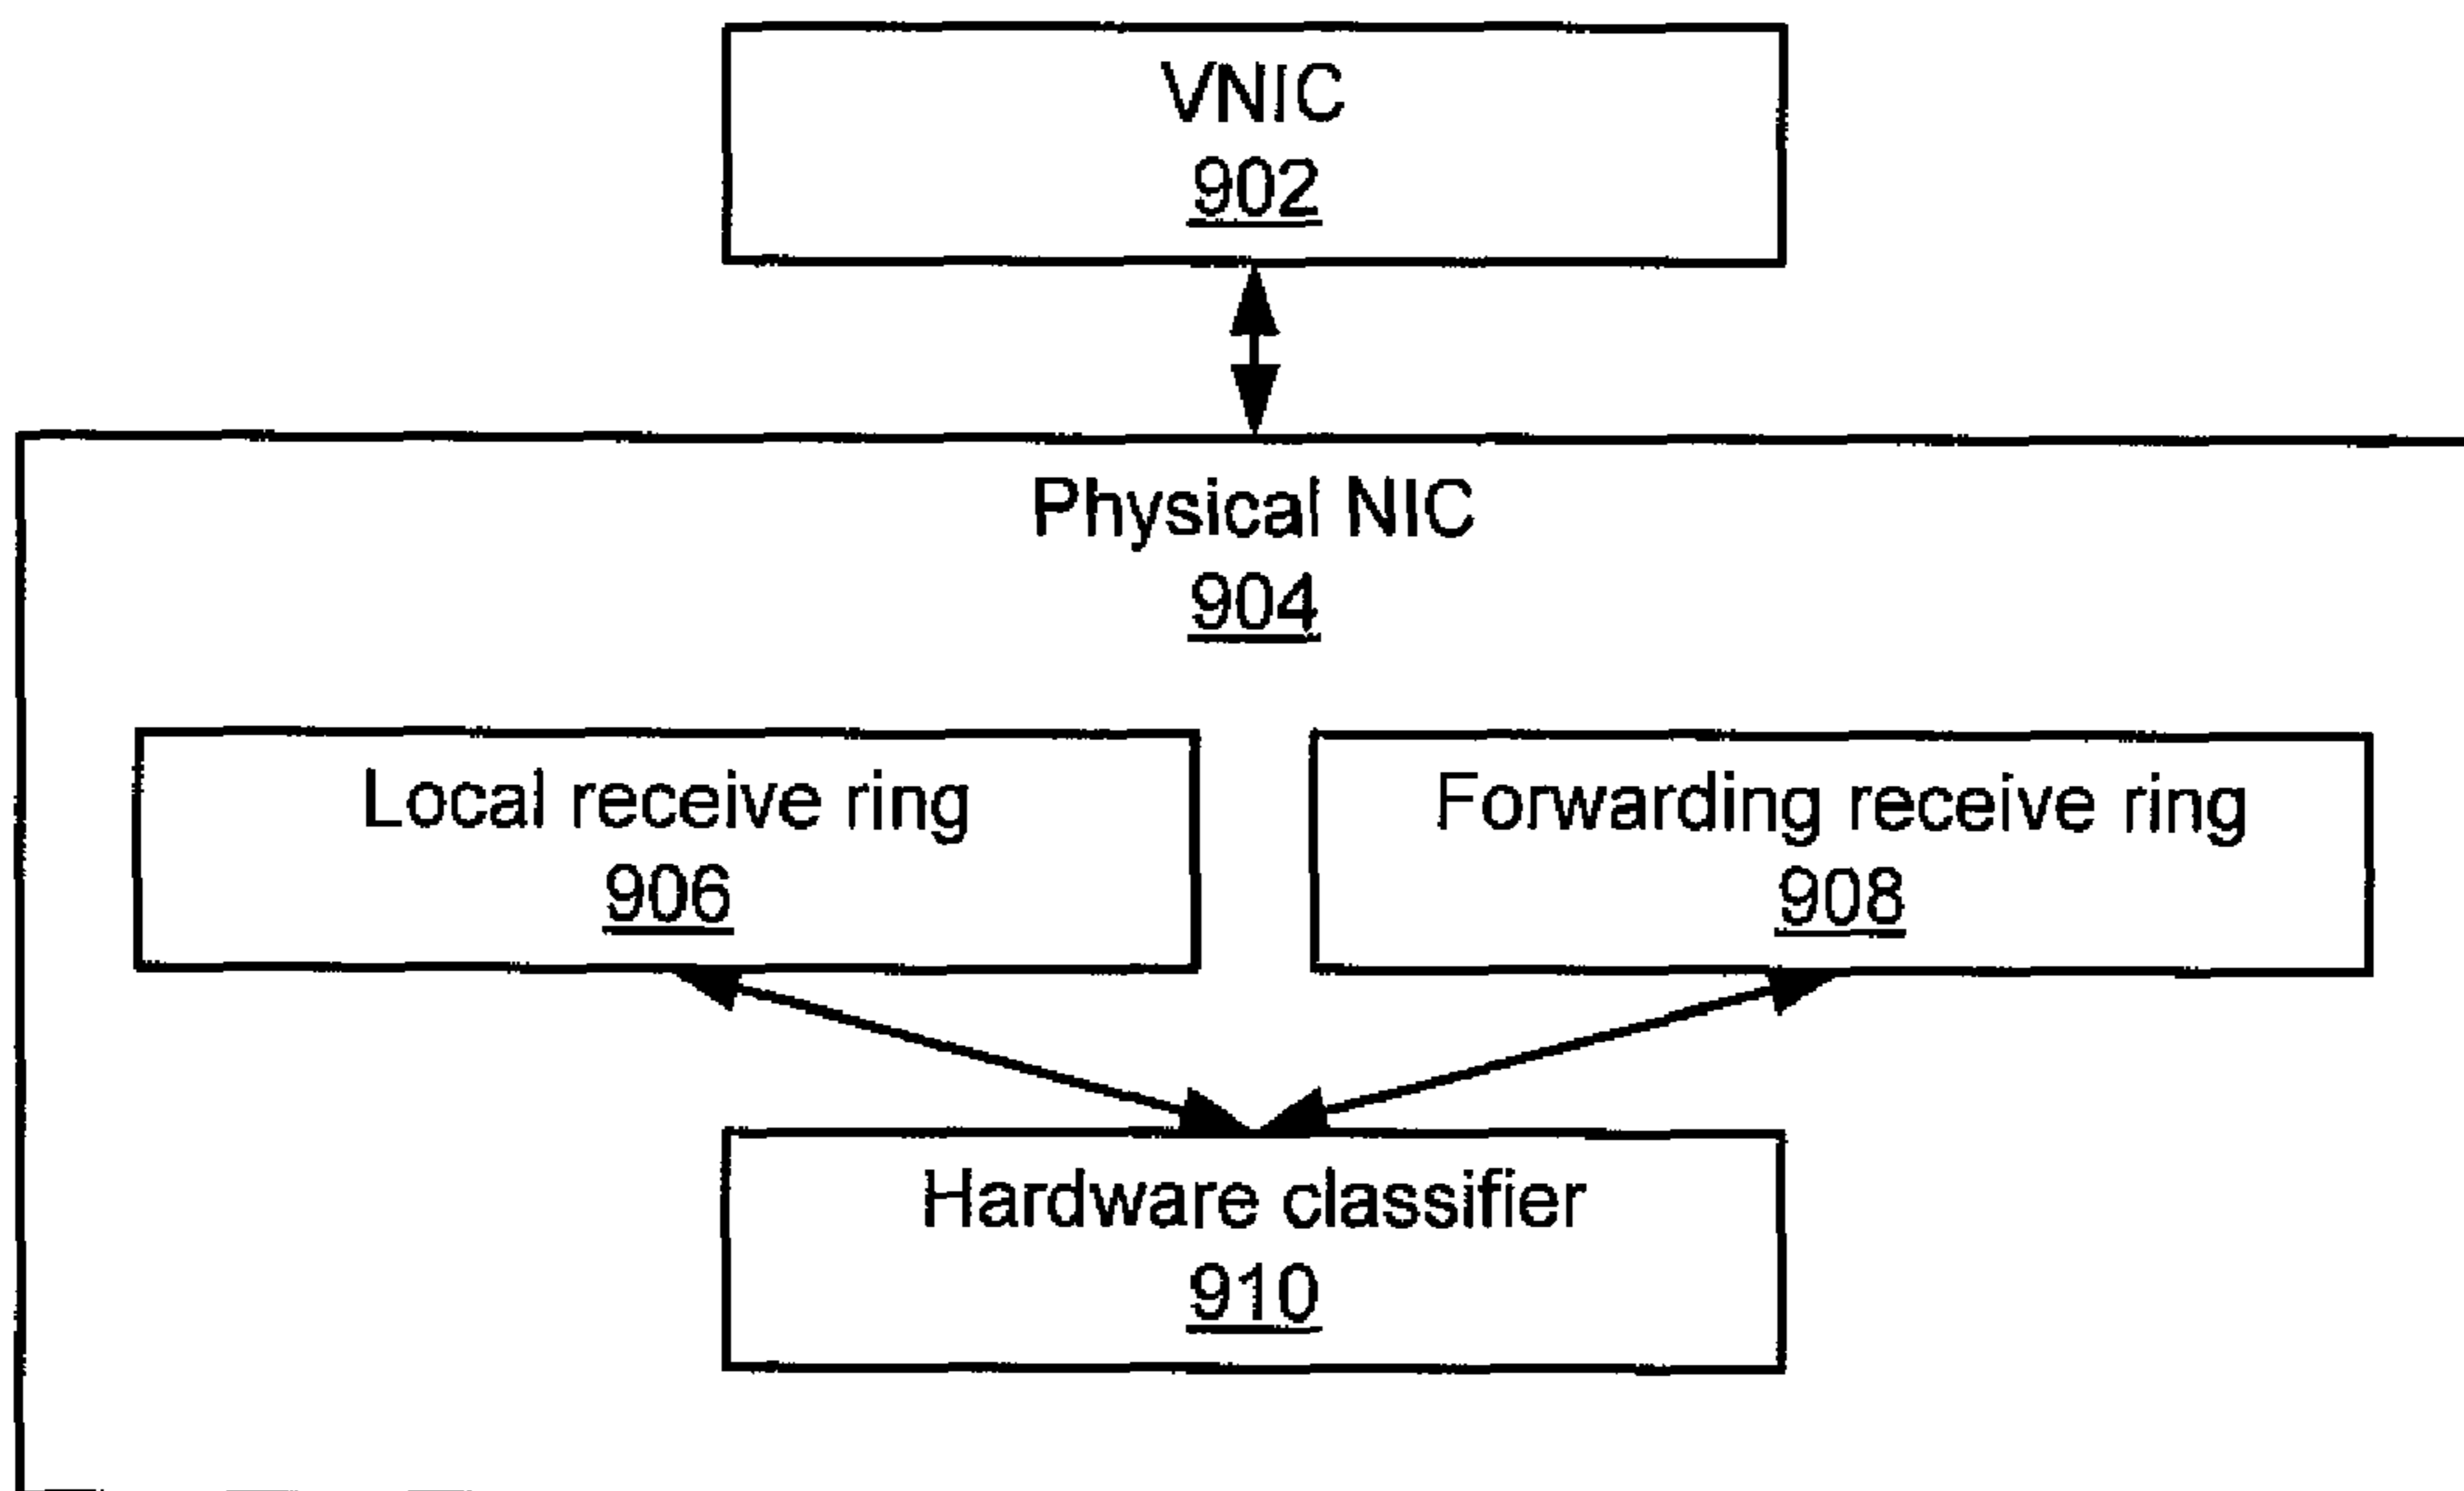 VNIC
902
Physical NIC
904
Local receive ring
906
Forwarding receive ring
908
Hardware classifier
910